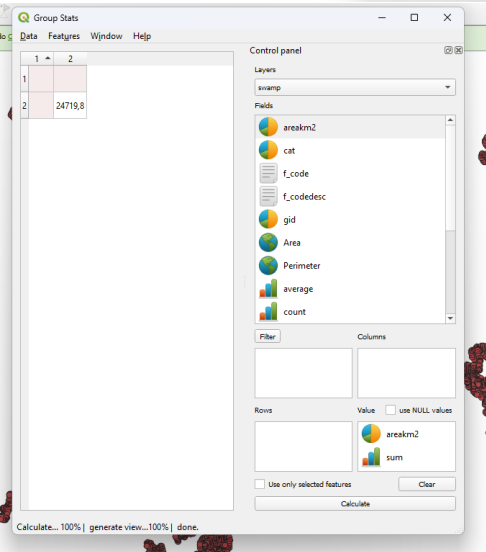 Group Stats
Data Features Window Help
1 2
1
2 24719,8
Control panel
Layers
swamp
Fields
areakm2
cat
f_code
f_codedesc
gid
Area
Perimeter
average
count
Filter Columns
Rows Value use NULL values
areakm2
sum
Use only selected features Clear
Calculate
Calculate... 100% | generate view...100% | done.